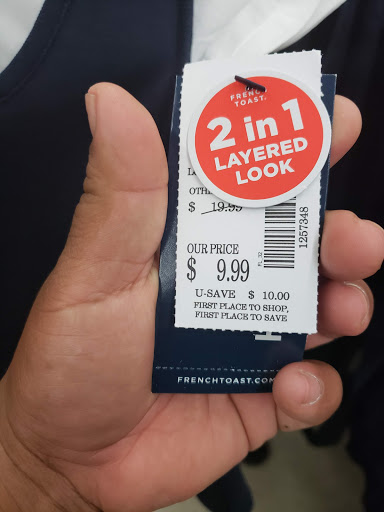 FRENCH
TOAST
2 in 1
LAYERED
LOOK
$ 19.99
1257348
OUR PRICE
$ 9.99
U-SAVE $ 10.00
FIRST PLACE TO SHOP,
FIRST PLACE TO SAVE
FRENCHTOAST.COM